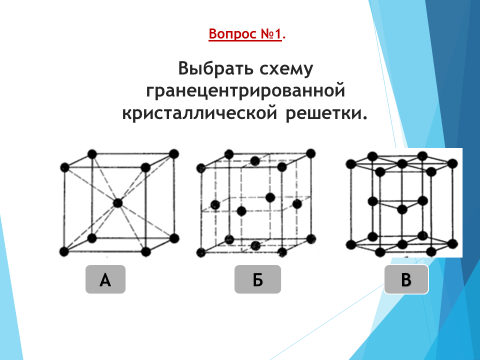 Вопрос №1.
Выбрать схему
гранецентрированной
кристаллической решетки.
А
Б
В